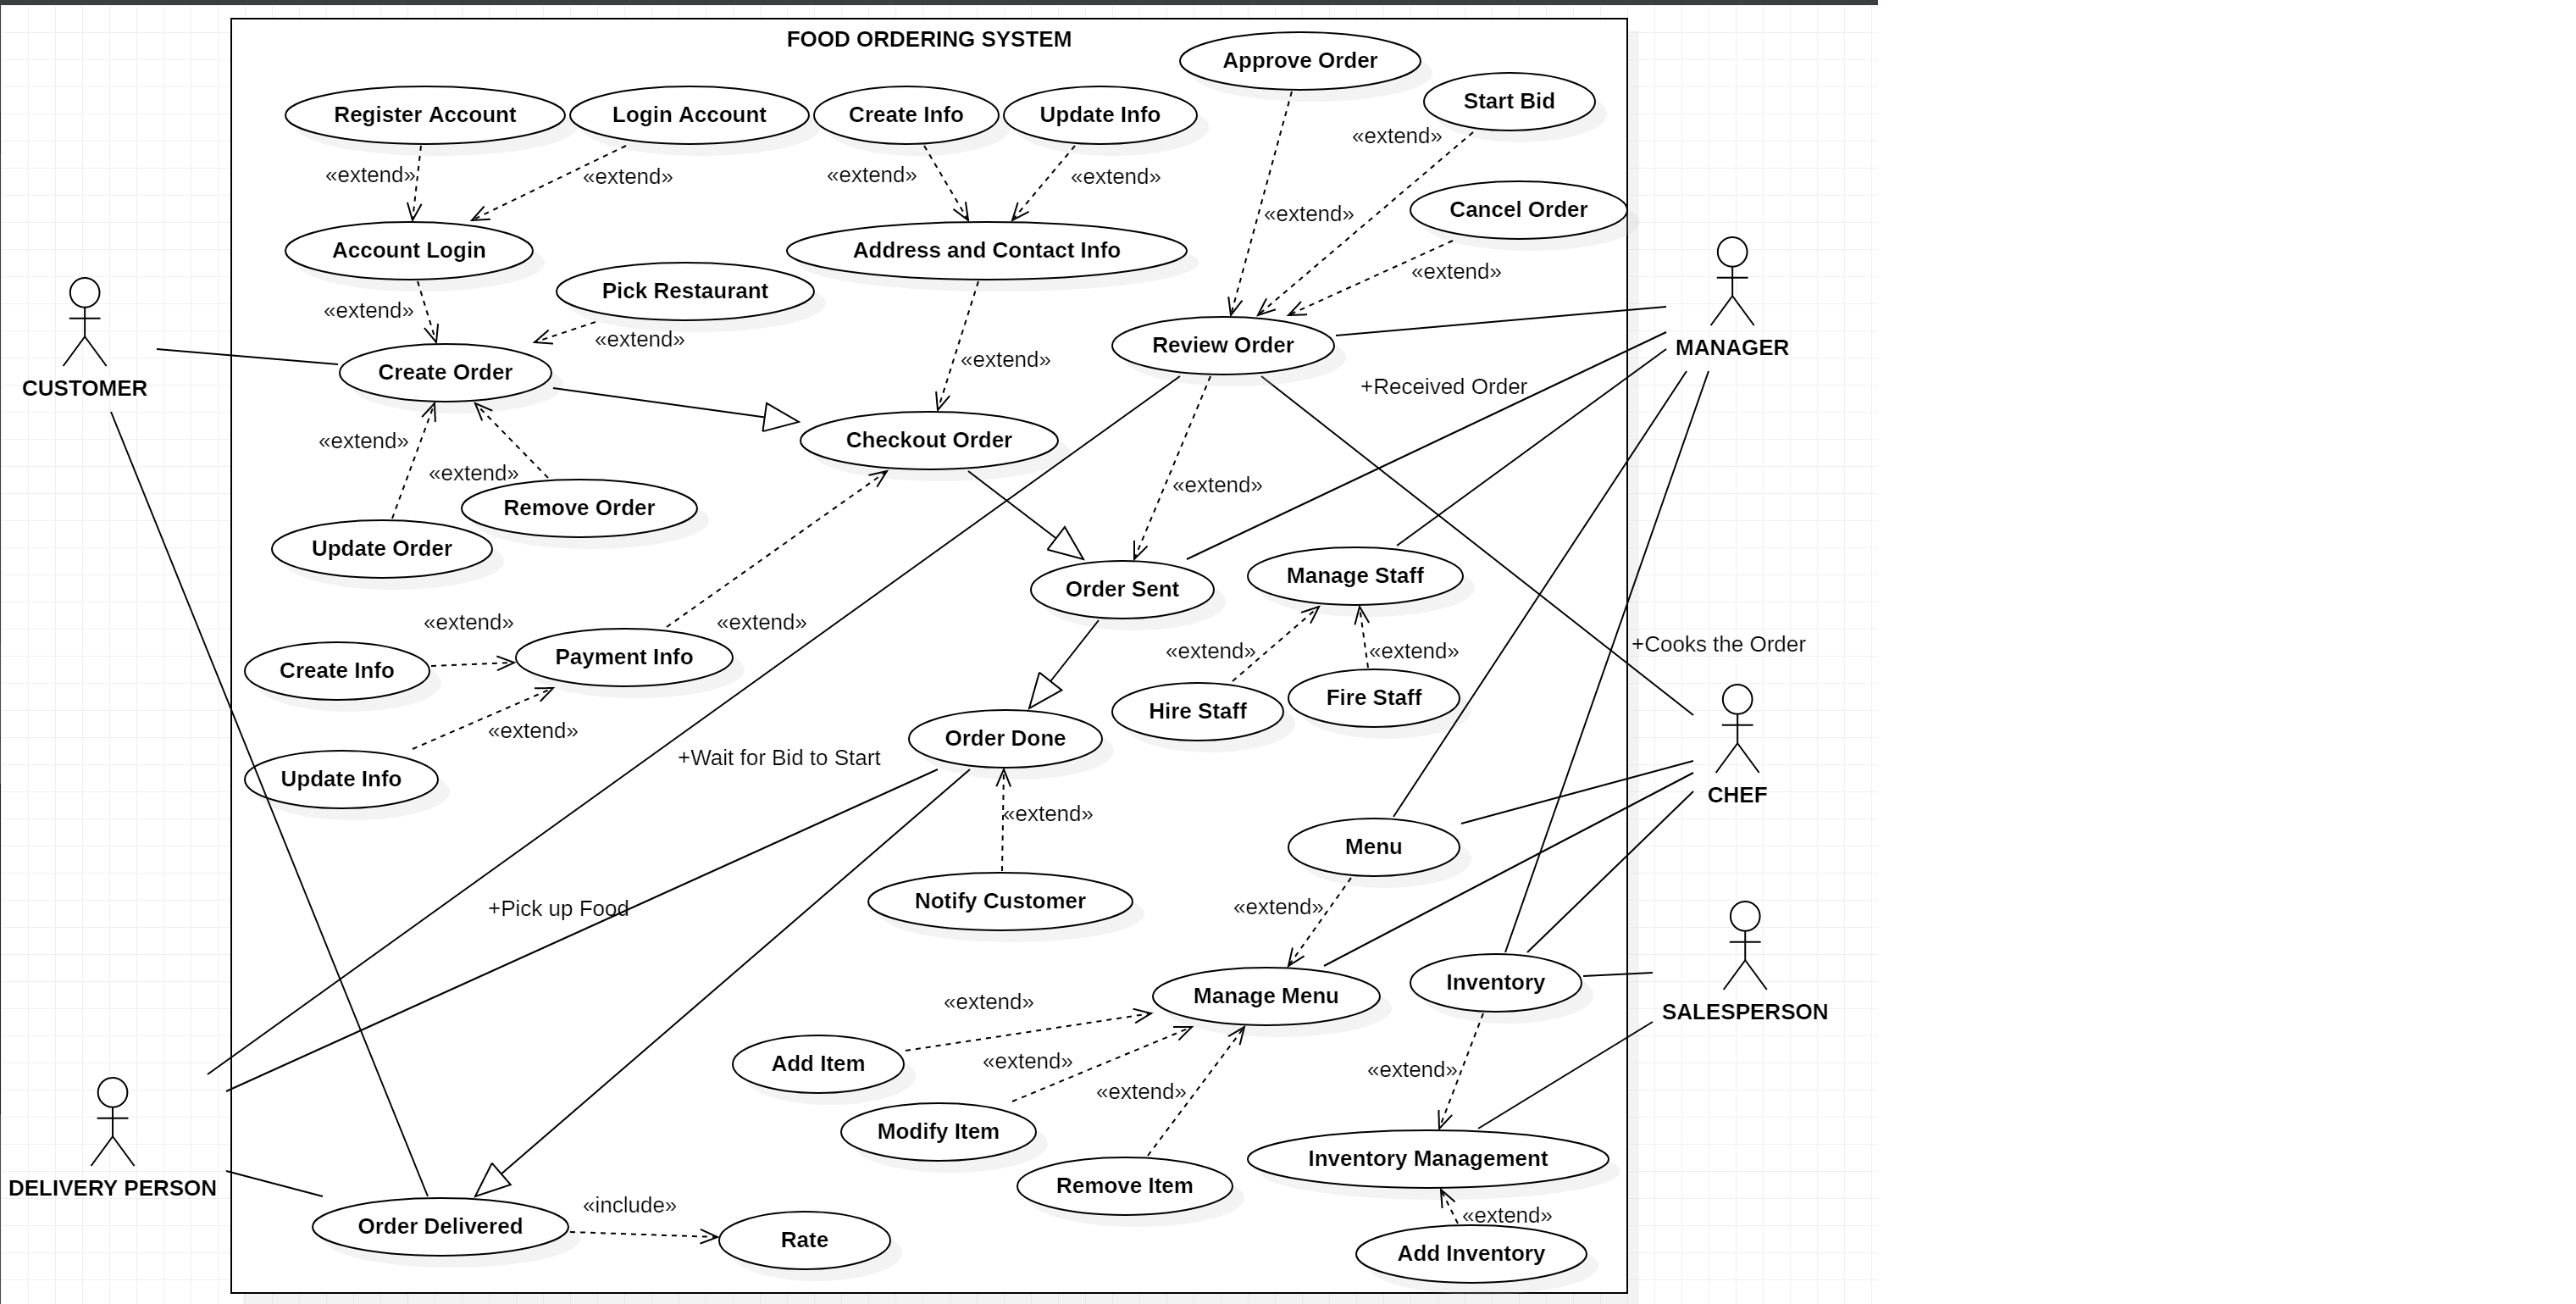 FOOD ORDERING SYSTEM
Approve Order
Start Bid
Register Account
Login Account
Create Info
Update Info
«extend»
«extend»
«extend»
«extend»
«extend»
Cancel Order
«extend»
Account Login
Address and Contact Info
«extend»
Pick Restaurant
«extend»
«extend»
Review Order
MANAGER
«extend»
Create Order
CUSTOMER
+Received Order
«extend»
Checkout Order
«extend»
«extend»
Remove Order
Update Order
Order Sent
Manage Staff
«extend»
«extend»
+Cooks the Order
Create Info
Payment Info
«extend»
«extend»
Hire Staff
Fire Staff
«extend»
Order Done
+Wait for Bid to Start
Update Info
CHEF
«extend»
Menu
Notify Customer
+Pick up Food
«extend»
Inventory
Manage Menu
«extend»
SALESPERSON
Add Item
«extend»
«extend»
«extend»
Modify Item
Inventory Management
Remove Item
DELIVERY PERSON
«include»
«extend»
Order Delivered
Rate
Add Inventory